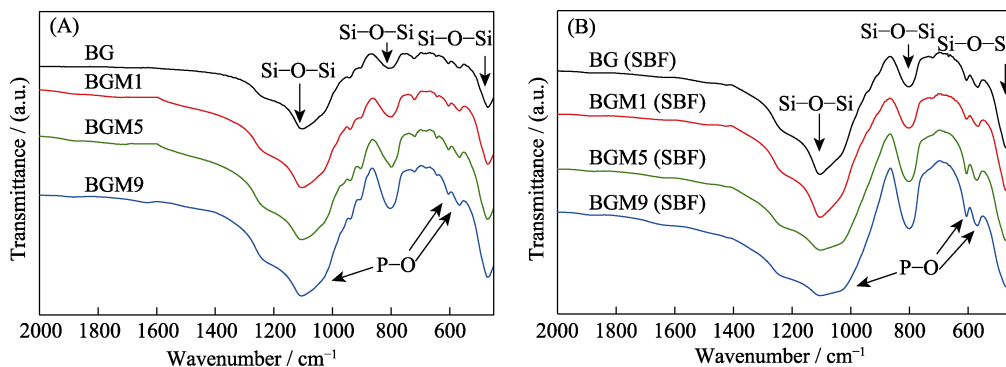 (A)
Si–O–Si Si–O–Si
BG
Si–O–Si
BGM1
BGM5
BGM9
P–O
Transmittance / (a.u.)
2000 1800 1600 1400 1200 1000 800 600
Wavenumber / cm⁻¹
(B)
Si–O–Si
Si–O–S
BG (SBF)
Si–O–Si
BGM1 (SBF)
BGM5 (SBF)
BGM9 (SBF)
P–O
Transmittance / (a.u.)
2000 1800 1600 1400 1200 1000 800 600
Wavenumber / cm⁻¹